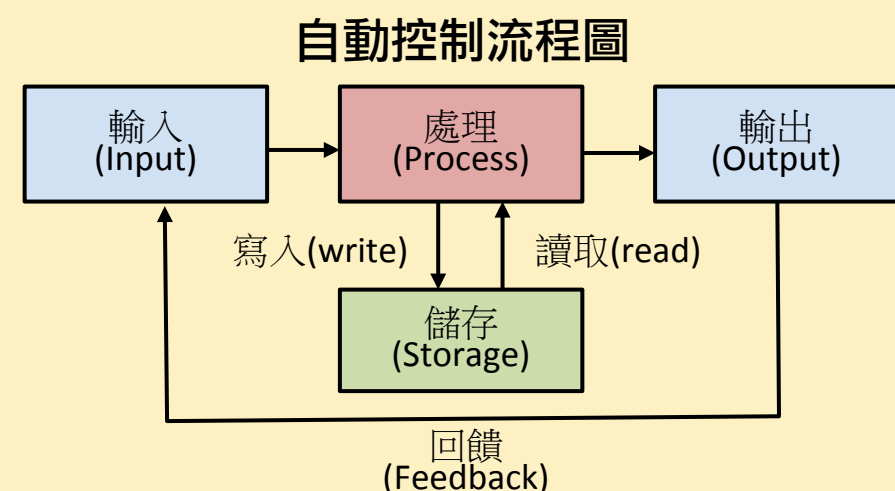 自動控制流程圖
輸入
(Input)
處理
(Process)
輸出
(Output)
寫入(write)
讀取(read)
儲存
(Storage)
回饋
(Feedback)